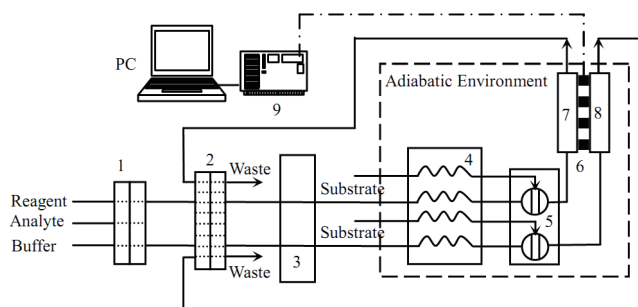 PC
9
Adiabatic Environment
7
8
6
1
2
Waste
3
4
Substrate
Reagent
Analyte
Buffer
Substrate
5
Waste